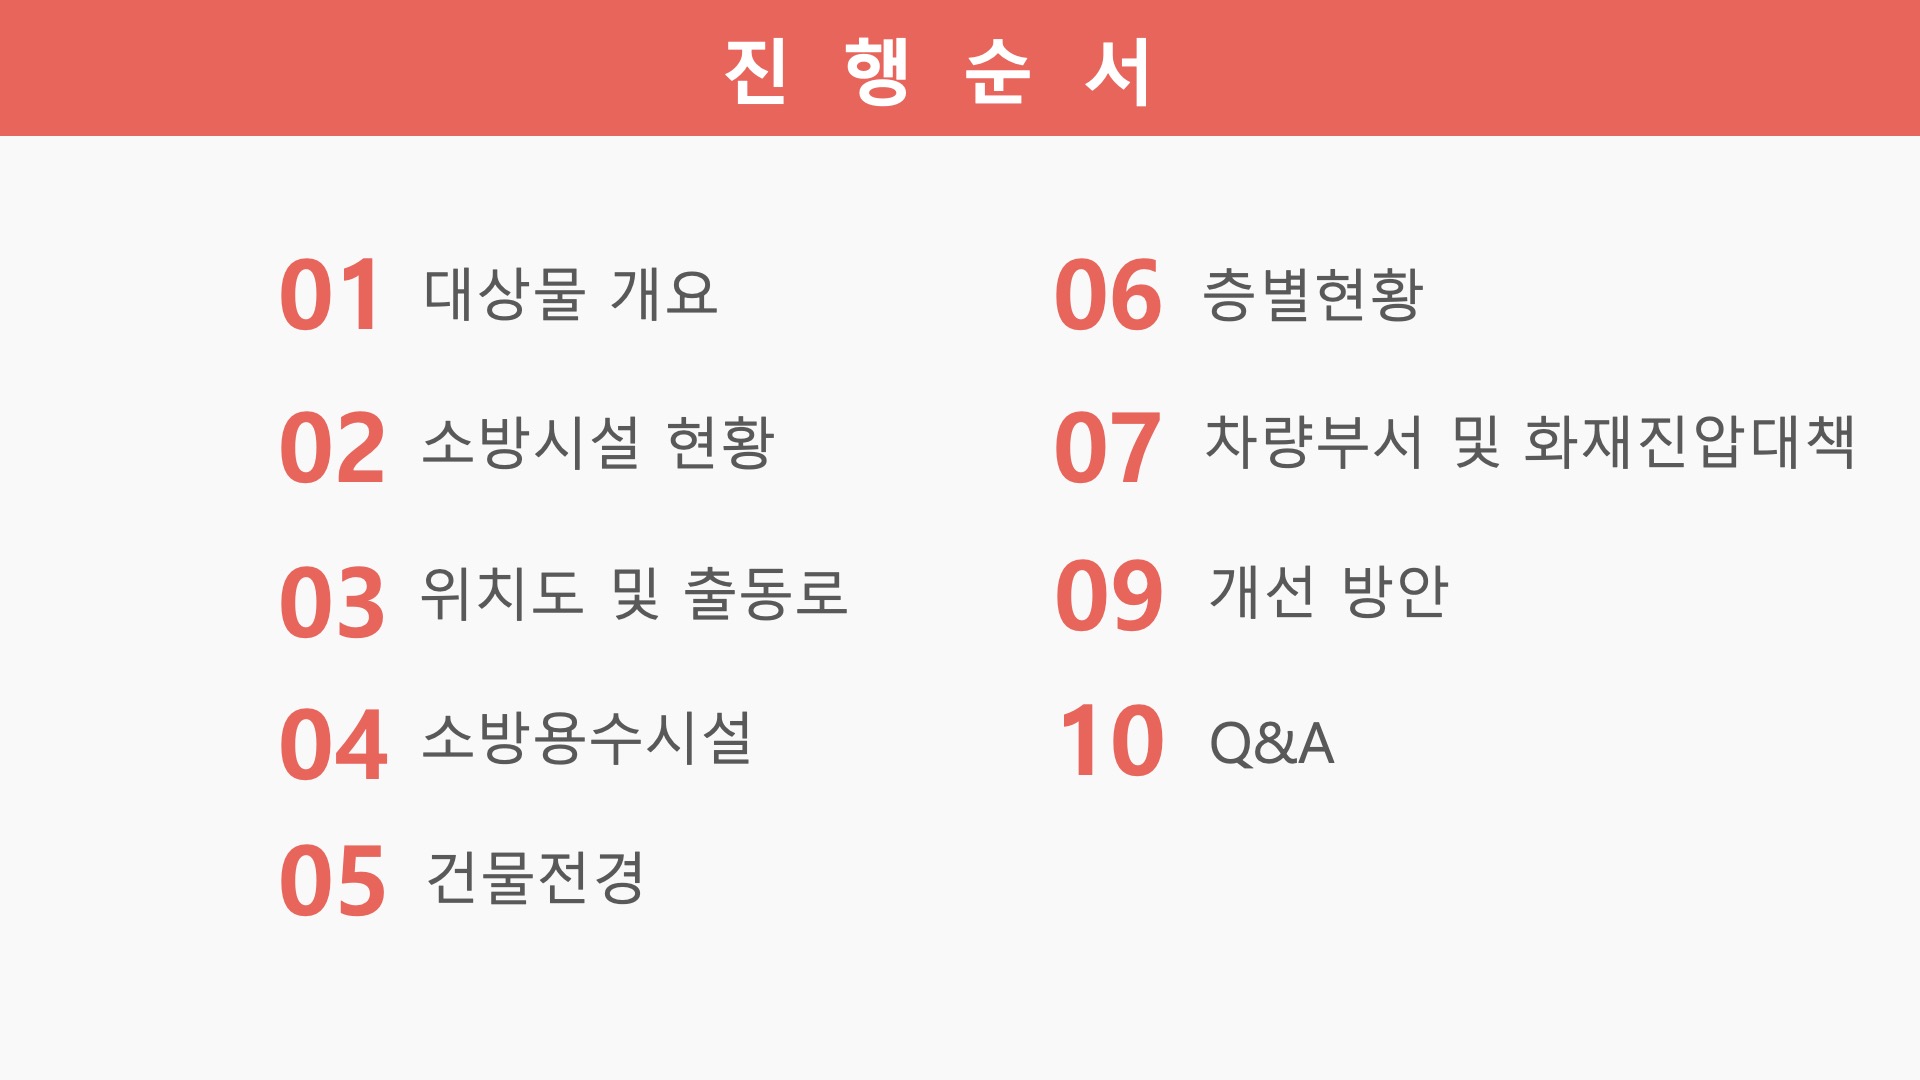 진 행 순 서
01 대상물 개요
02 소방시설 현황
03 위치도 및 출동로
04 소방용수시설
05 건물전경
06 층별현황
07 차량부서 및 화재진압대책
09 개선 방안
10 Q&A